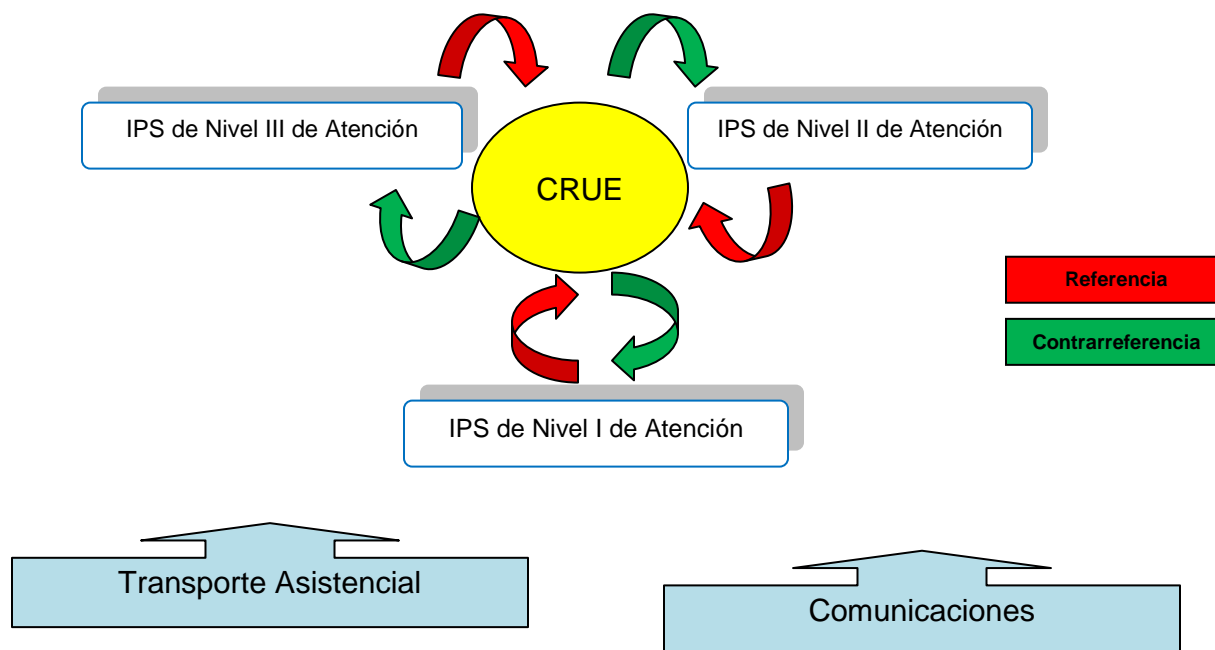 IPS de Nivel III de Atención
IPS de Nivel II de Atención
CRUE
Referencia
Contrarreferencia
IPS de Nivel I de Atención
Transporte Asistencial
Comunicaciones